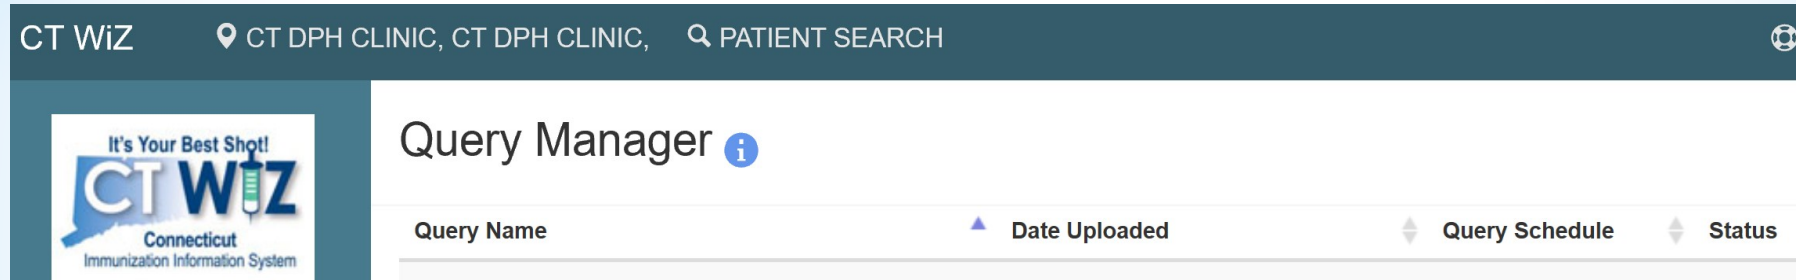 CT WiZ CT DPH CLINIC, CT DPH CLINIC, PATIENT SEARCH
It's Your Best Shot!
CT WiZ
Connecticut
Immunization Information System
Query Manager
Query Name Date Uploaded Query Schedule Status